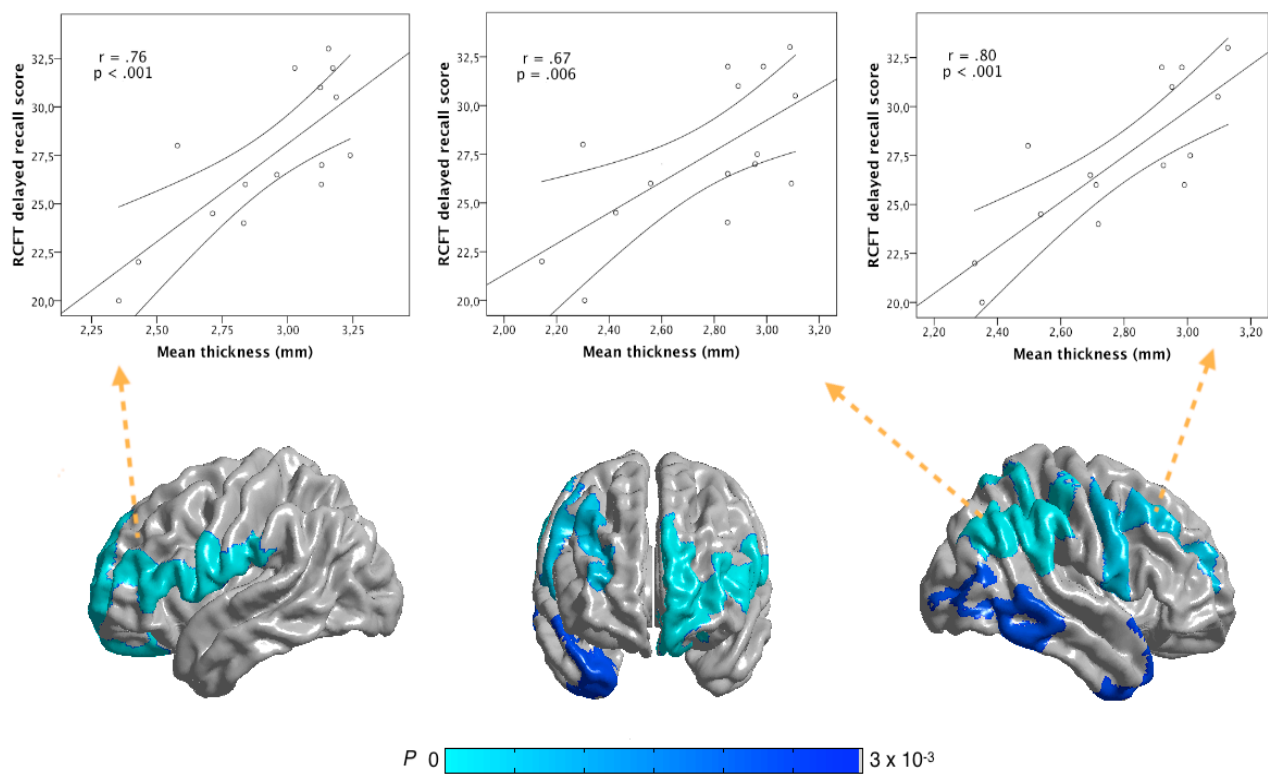 r = .76
p < .001
RCFT delayed recall score
32,5
30,0
27,5
25,0
22,5
20,0
2,25 2,50 2,75 3,00 3,25
Mean thickness (mm)
r = .67
p = .006
RCFT delayed recall score
32,5
30,0
27,5
25,0
22,5
20,0
2,00 2,20 2,40 2,60 2,80 3,00 3,20
Mean thickness (mm)
r = .80
p < .001
RCFT delayed recall score
32,5
30,0
27,5
25,0
22,5
20,0
2,20 2,40 2,60 2,80 3,00 3,20
Mean thickness (mm)
P 0 3 x 10⁻³